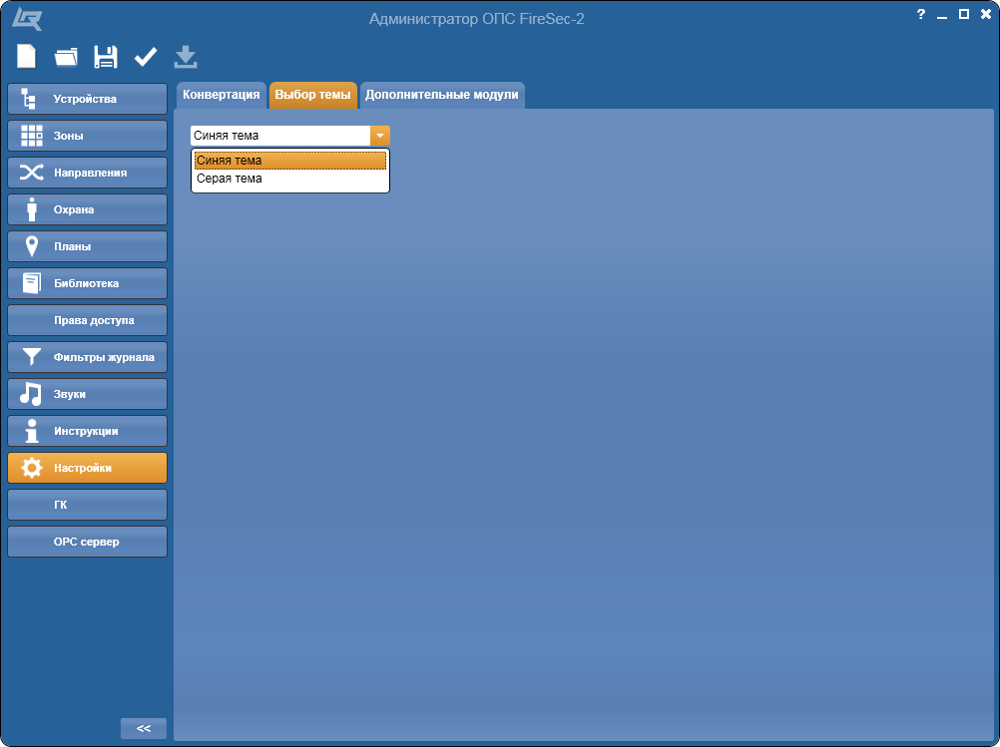 Администратор ОПС FireSec-2
?
Устройства
Зоны
Направления
Охрана
Планы
Библиотека
Права доступа
Фильтры журнала
Звуки
Инструкции
Настройки
ГК
ОРС сервер
<<
Конвертация
Выбор темы
Дополнительные модули
Синяя тема
Синяя тема
Серая тема